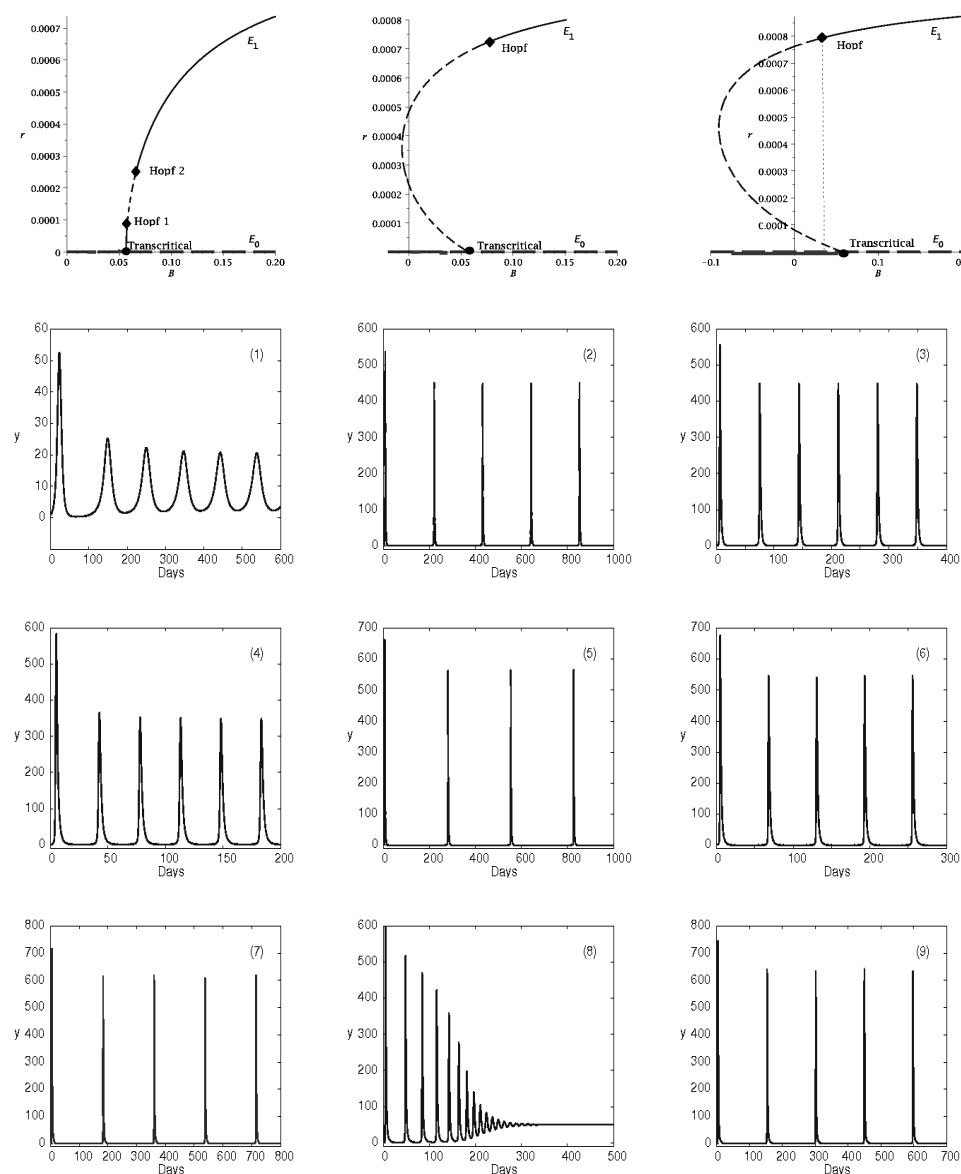 0.0007
0.0006
0.0005
0.0004
r
0.0003
0.0002
0.0001
0
E1
Hopf 2
Hopf 1
Transcritical
E0
0 0.05 0.10 0.15 0.20
B
0.0008
0.0007
0.0006
0.0005
r 0.0004
0.0003
0.0002
0.0001
E1
Hopf
Transcritical
E0
0 0.05 0.10 0.15 0.20
B
0.0008
0.0007
0.0006
r 0.0005
0.0004
0.0003
0.0002
0.0001
E1
Hopf
Transcritical
E0
-0.1 0 0.1 0.2
B
60
50
40
30
y
20
10
0
(1)
0 100 200 300 400 500 600
Days
600
500
400
y
300
200
100
0
(2)
0 200 400 600 800 1000
Days
600
500
400
y
300
200
100
0
(3)
0 100 200 300 400
Days
600
500
400
y
300
200
100
0
(4)
0 50 100 150 200
Days
700
600
500
y
400
300
200
100
0
(5)
0 200 400 600 800 1000
Days
700
600
500
y
400
300
200
100
0
(6)
0 100 200 300
Days
800
700
600
y
500
400
300
200
100
0
(7)
0 100 200 300 400 500 600 700 800
Days
600
500
400
y
300
200
100
0
(8)
0 100 200 300 400 500
Days
800
700
600
y
500
400
300
200
100
0
(9)
0 100 200 300 400 500 600 700
Days